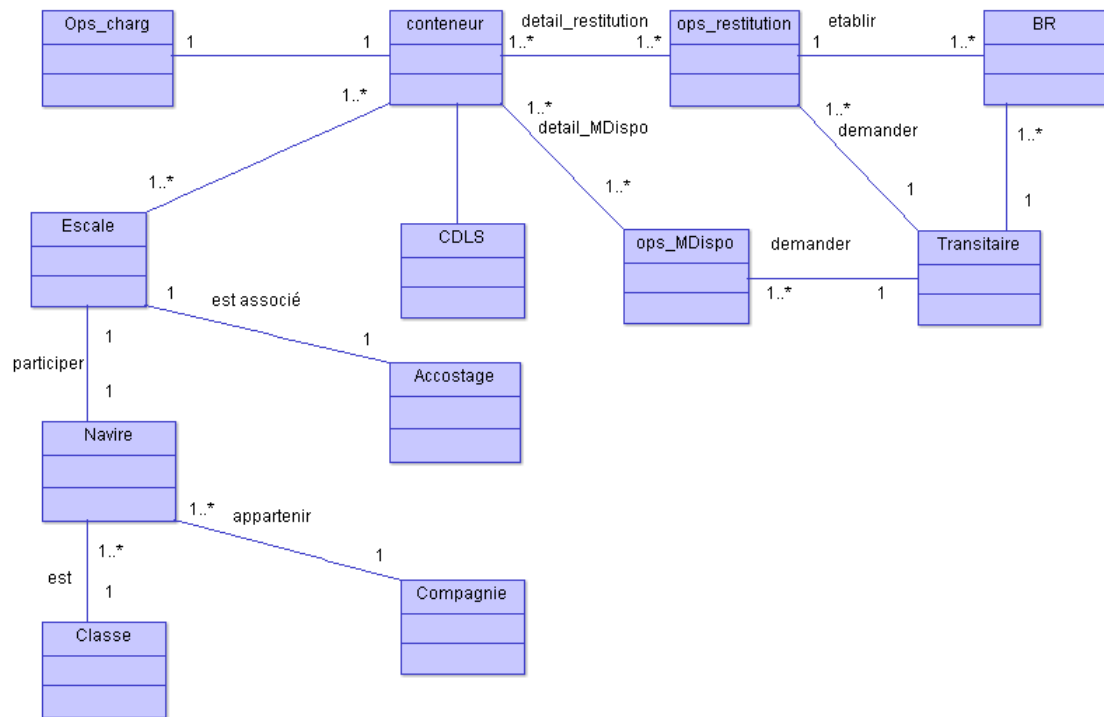 Ops_charg
1
1
conteneur
detail_restitution
1..*
1..*
ops_restitution
etablir
1
1..*
BR
1..*
1..*
detail_MDispo
1..*
demander
1..*
1..*
1..*
1
1
Escale
CDLS
ops_MDispo
demander
1..*
1
Transitaire
1
est associé
1
1
participer
1
Accostage
Navire
1..*
appartenir
1
1..*
est
1
Compagnie
Classe